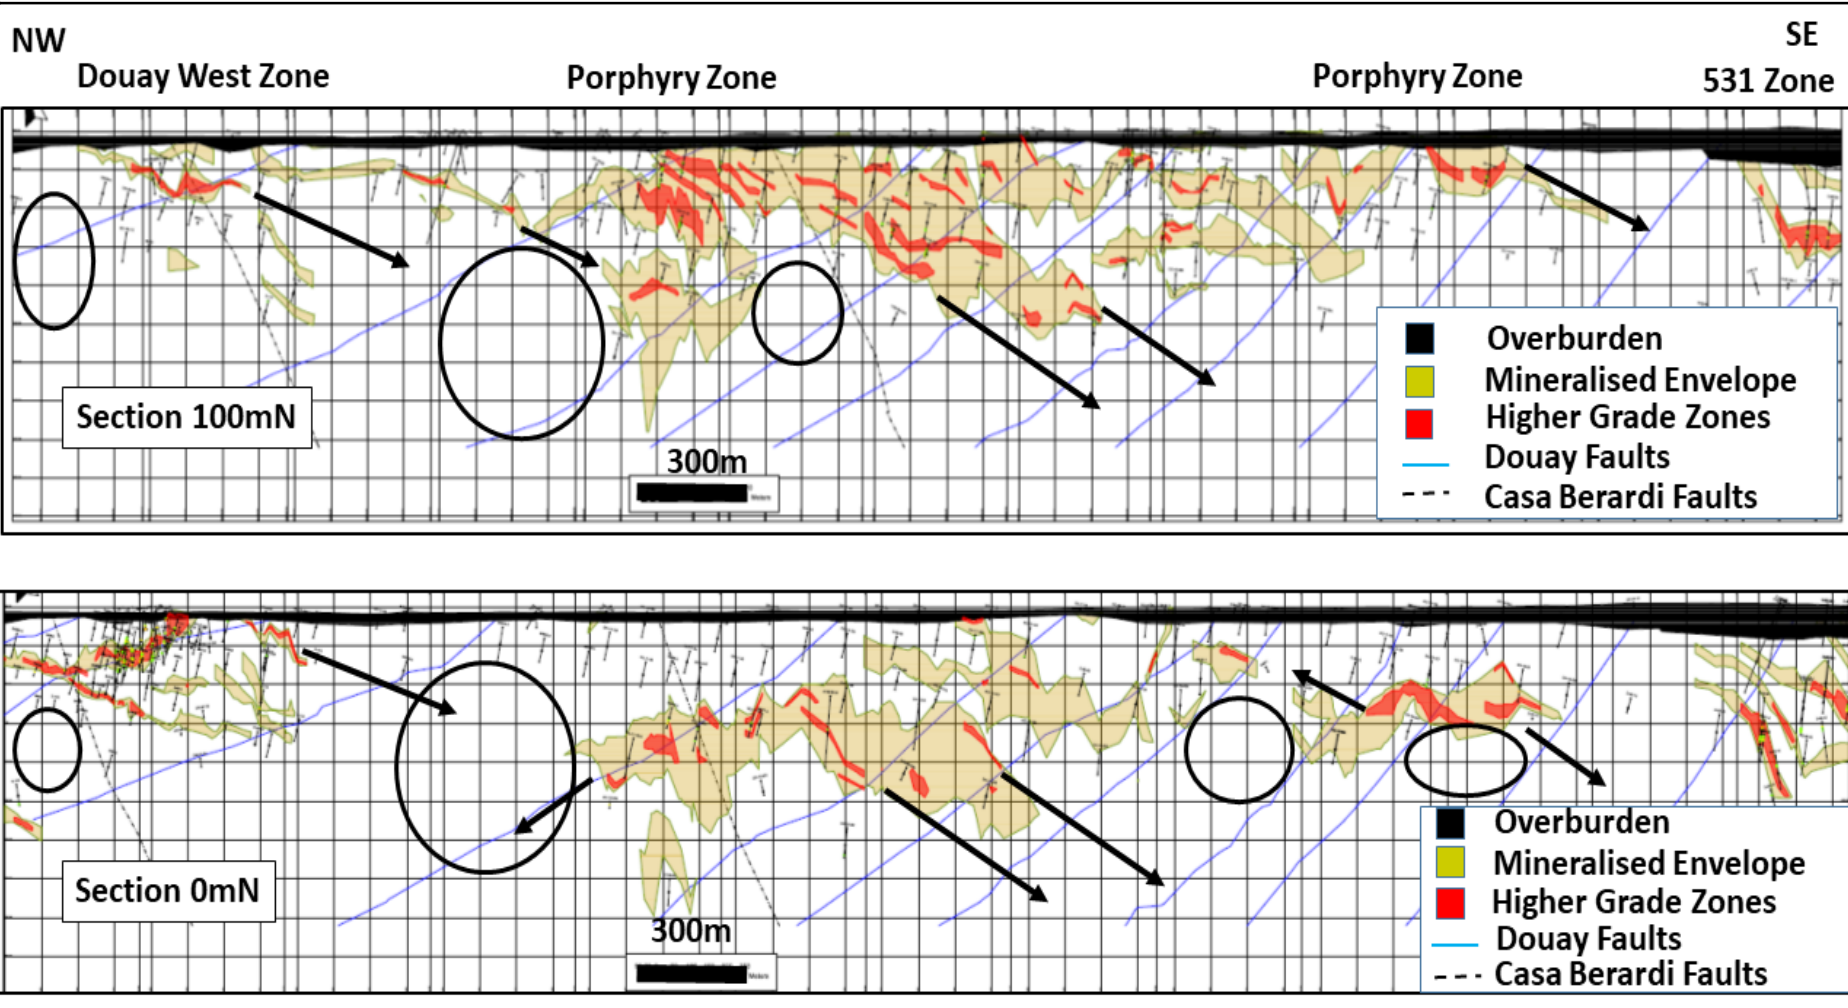 NW
SE
Douay West Zone
Porphyry Zone
Porphyry Zone
531 Zone
Overburden
Mineralised Envelope
Higher Grade Zones
Douay Faults
Casa Berardi Faults
Section 100mN
300m
Overburden
Mineralised Envelope
Higher Grade Zones
Douay Faults
Casa Berardi Faults
Section 0mN
300m